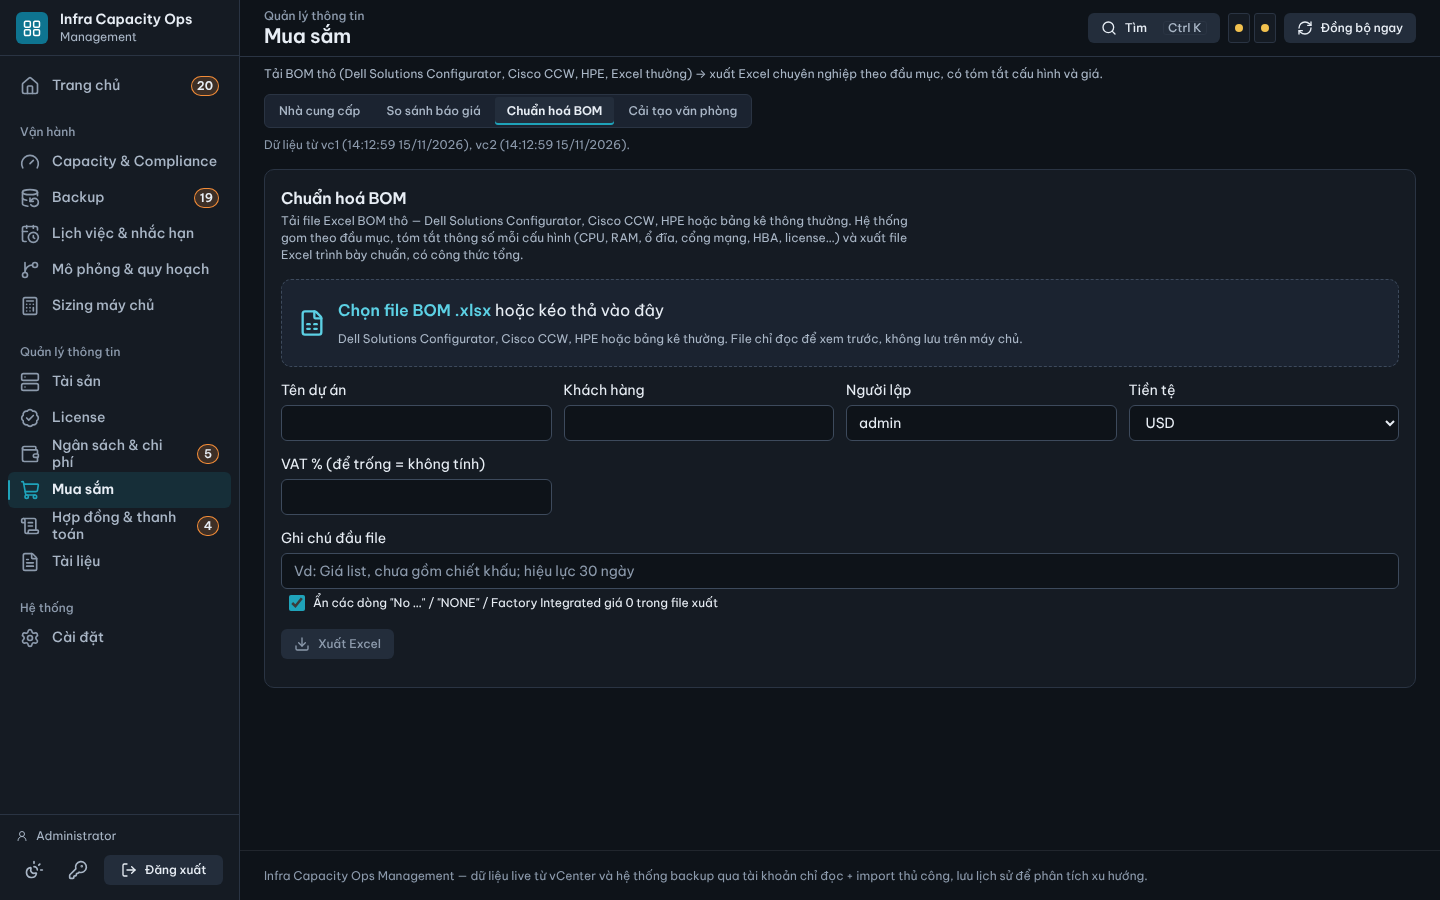 Infra Capacity Ops
Management
Trang chủ 20
Vận hành
Capacity & Compliance
Backup 19
Lịch việc & nhắc hạn
Mô phỏng & quy hoạch
Sizing máy chủ
Quản lý thông tin
Tài sản
License
Ngân sách & chi
phí 5
Mua sắm
Hợp đồng & thanh
toán 4
Tài liệu
Hệ thống
Cài đặt
Administrator
Đăng xuất
Quản lý thông tin
Mua sắm
Tìm Ctrl K
Đồng bộ ngay
Tải BOM thô (Dell Solutions Configurator, Cisco CCW, HPE, Excel thường) → xuất Excel chuyên nghiệp theo đầu mục, có tóm tắt cấu hình và giá.
Nhà cung cấp So sánh báo giá Chuẩn hoá BOM Cải tạo văn phòng
Dữ liệu từ vc1 (14:12:59 15/11/2026), vc2 (14:12:59 15/11/2026).
Chuẩn hoá BOM
Tải file Excel BOM thô — Dell Solutions Configurator, Cisco CCW, HPE hoặc bảng kê thông thường. Hệ thống
gom theo đầu mục, tóm tắt thông số mỗi cấu hình (CPU, RAM, ổ đĩa, cổng mạng, HBA, license…) và xuất file
Excel trình bày chuẩn, có công thức tổng.
Chọn file BOM .xlsx hoặc kéo thả vào đây
Dell Solutions Configurator, Cisco CCW, HPE hoặc bảng kê thường. File chỉ đọc để xem trước, không lưu trên máy chủ.
Tên dự án Khách hàng Người lập Tiền tệ
admin USD
VAT % (để trống = không tính)
Ghi chú đầu file
Vd: Giá list, chưa gồm chiết khấu; hiệu lực 30 ngày
Ẩn các dòng "No …" / "NONE" / Factory Integrated giá 0 trong file xuất
Xuất Excel
Infra Capacity Ops Management — dữ liệu live từ vCenter và hệ thống backup qua tài khoản chỉ đọc + import thủ công, lưu lịch sử để phân tích xu hướng.